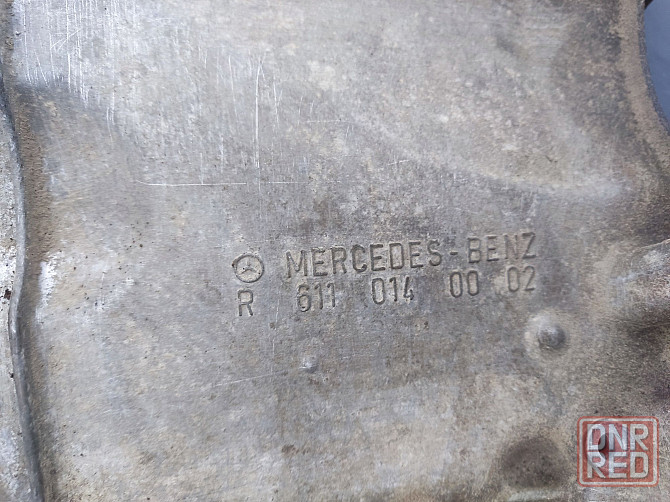 MERCEDES-BENZ
R 611 014 00 02
DNR
RED